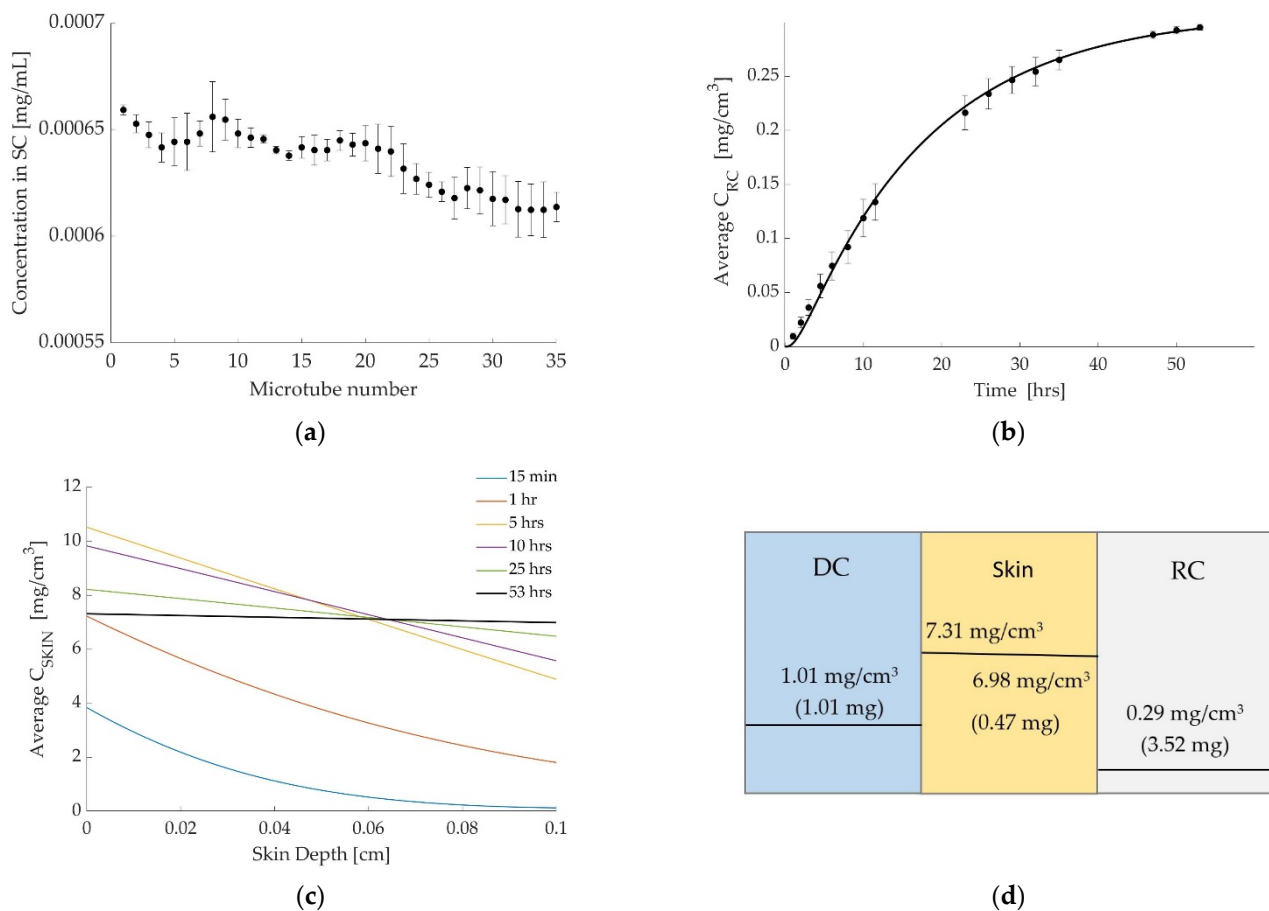 0.0007
0.00065
0.0006
0.00055
Concentration in SC [mg/mL]
0 5 10 15 20 25 30 35
Microtube number
(a)
0.25
0.2
0.15
0.1
0.05
0
Average C_RC [mg/cm³]
0 10 20 30 40 50
Time [hrs]
(b)
12
10
8
6
4
2
0
Average C_SKIN [mg/cm³]
15 min
1 hr
5 hrs
10 hrs
25 hrs
53 hrs
0 0.02 0.04 0.06 0.08 0.1
Skin Depth [cm]
(c)
DC
Skin
RC
7.31 mg/cm³
1.01 mg/cm³
(1.01 mg)
6.98 mg/cm³
(0.47 mg)
0.29 mg/cm³
(3.52 mg)
(d)